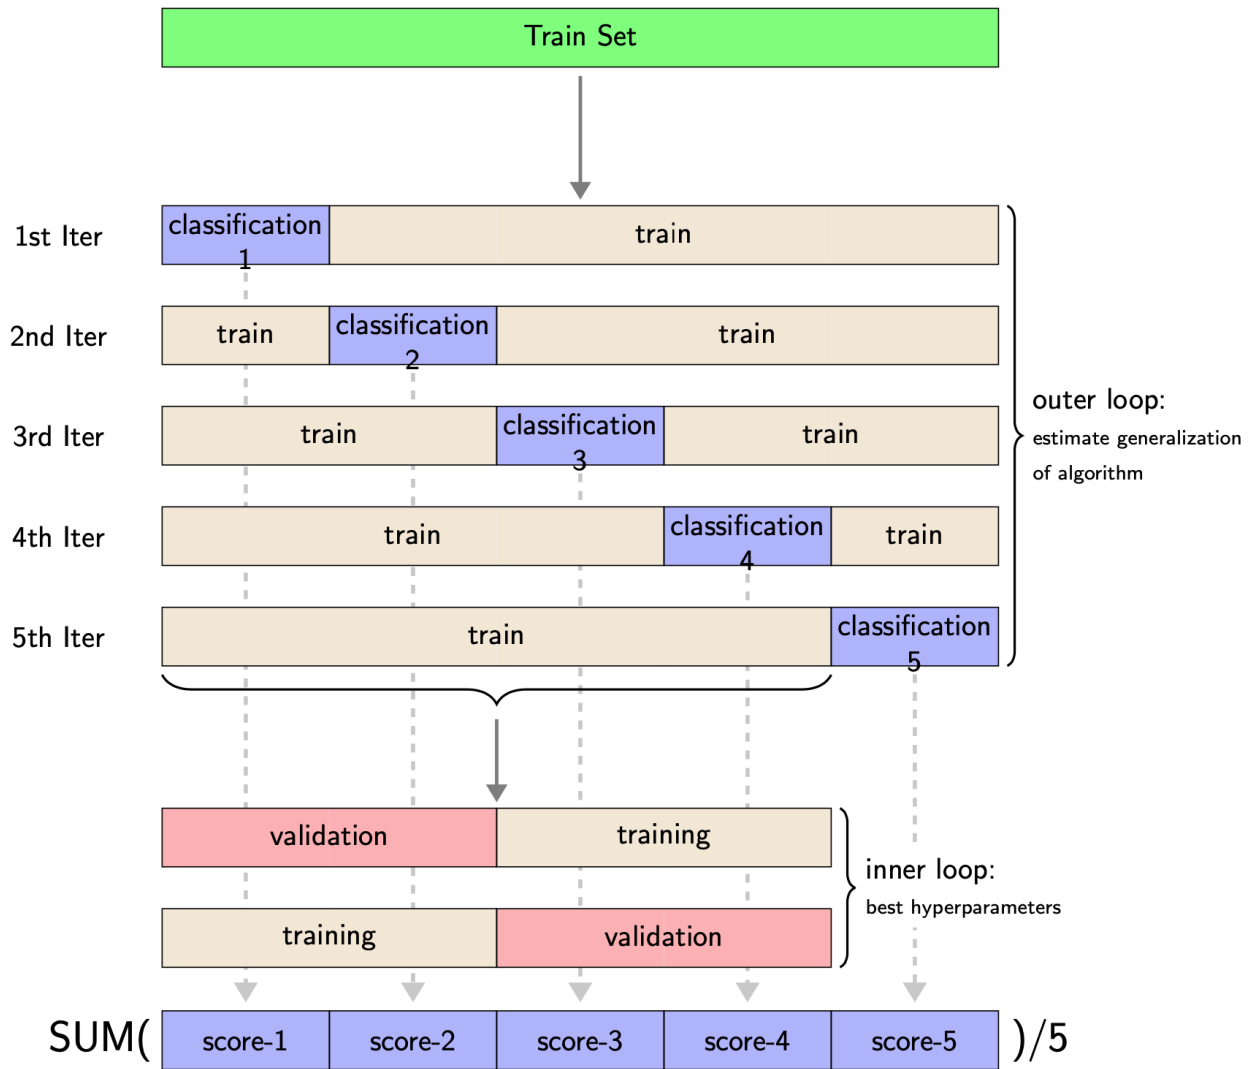 Train Set
1st Iter
classification
1
train
2nd Iter
train
classification
2
train
3rd Iter
train
classification
3
train
4th Iter
train
classification
4
train
5th Iter
train
classification
5
outer loop:
estimate generalization
of algorithm
validation
training
training
validation
inner loop:
best hyperparameters
SUM(
score-1
score-2
score-3
score-4
score-5
)/5